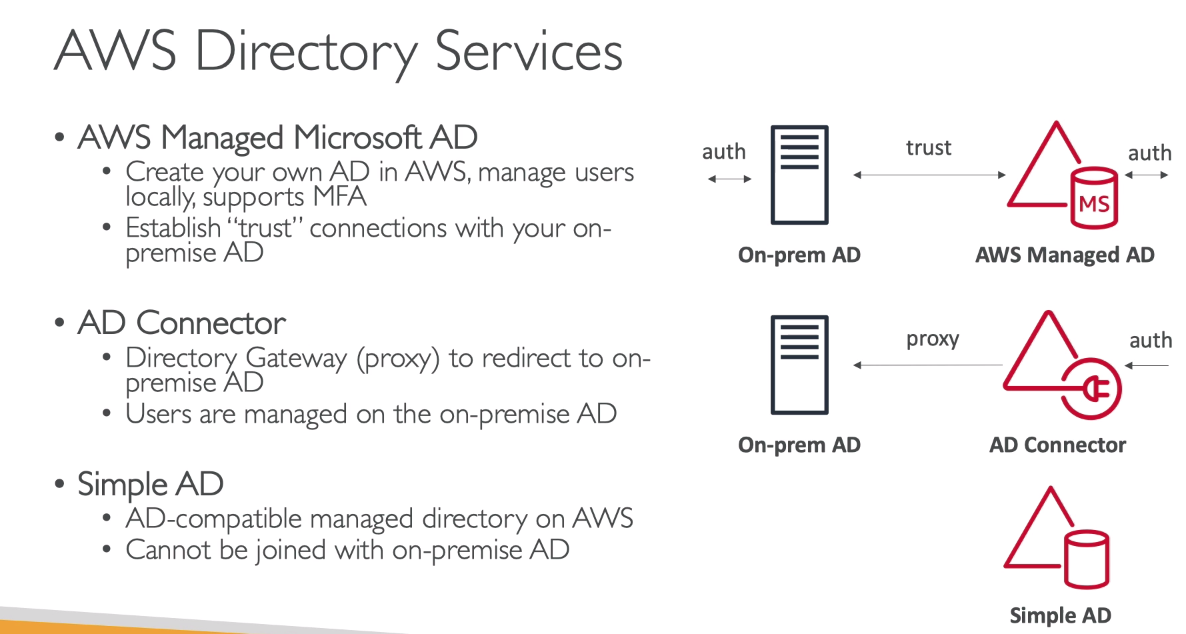 AWS Directory Services
• AWS Managed Microsoft AD
• Create your own AD in AWS, manage users
locally, supports MFA
• Establish “trust” connections with your on-
premise AD
• AD Connector
• Directory Gateway (proxy) to redirect to on-
premise AD
• Users are managed on the on-premise AD
• Simple AD
• AD-compatible managed directory on AWS
• Cannot be joined with on-premise AD
auth
trust
auth
MS
On-prem AD
AWS Managed AD
proxy
auth
On-prem AD
AD Connector
Simple AD